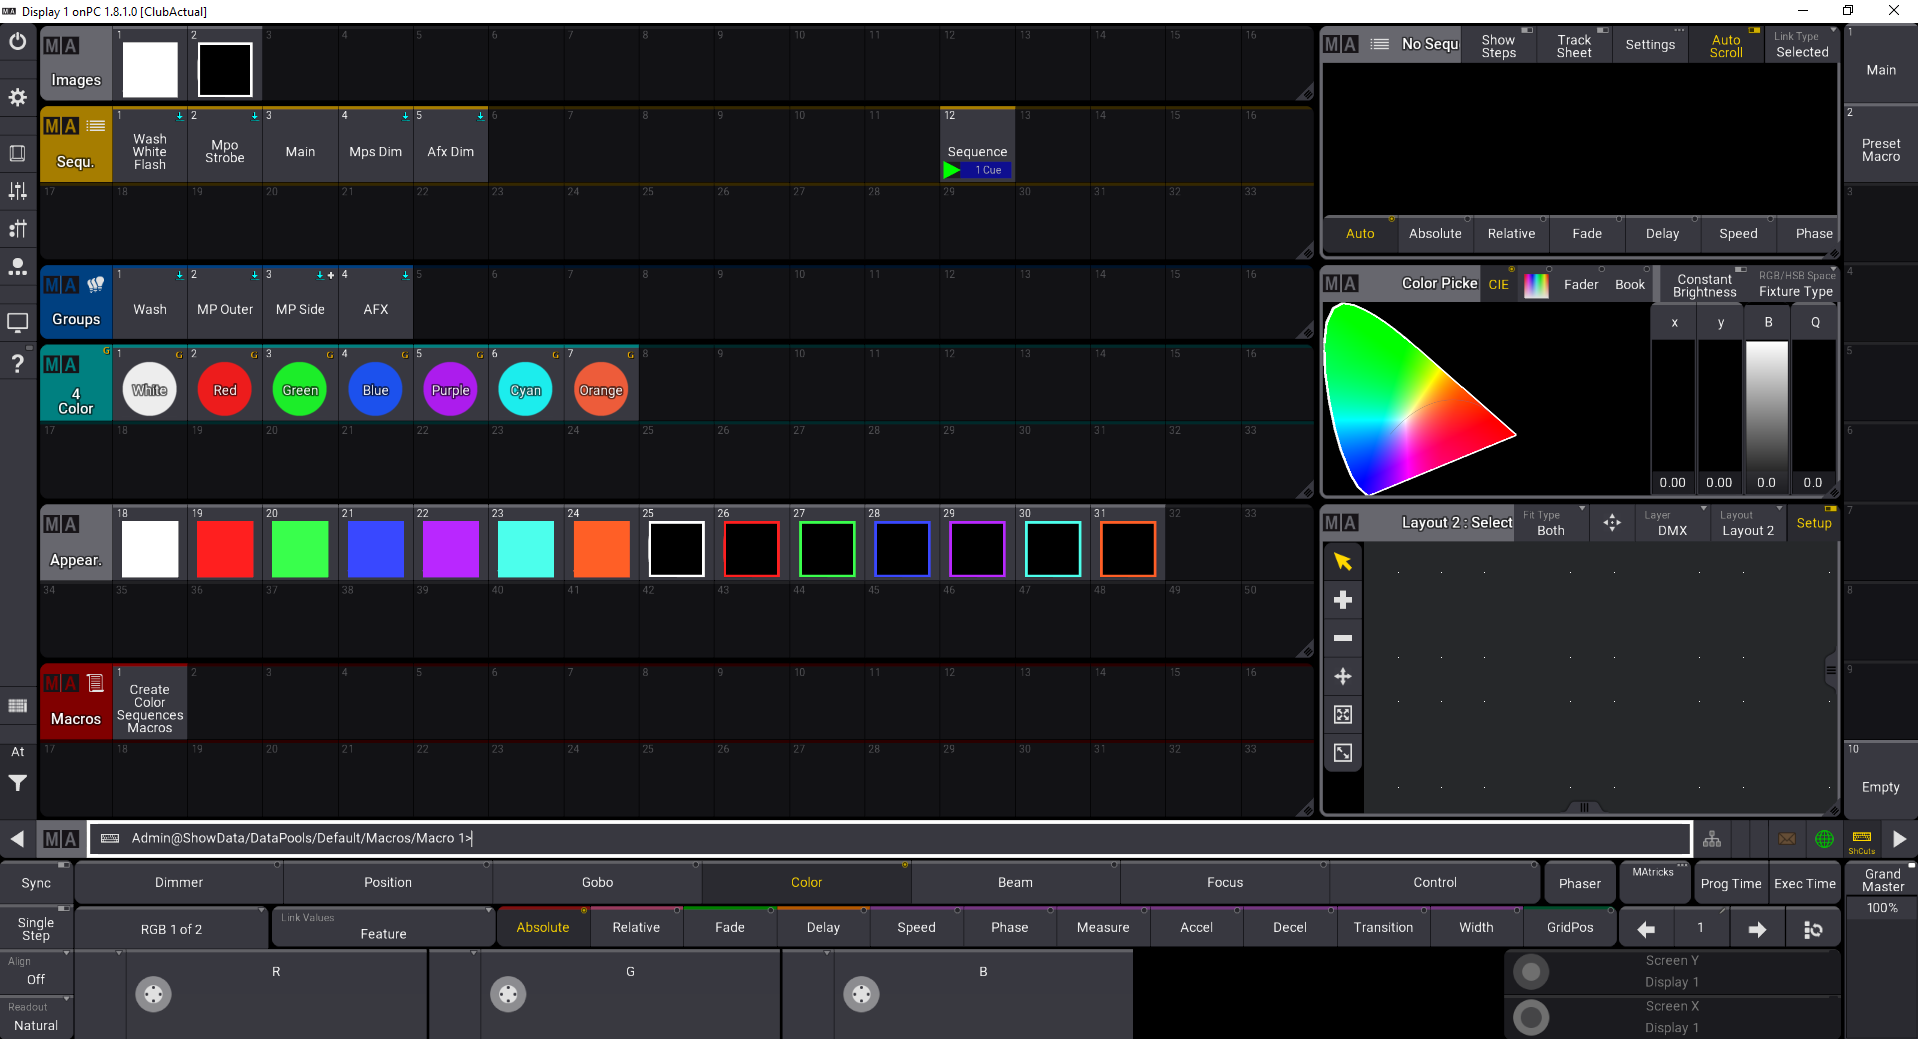 Display 1 onPC 1.8.1.0 [ClubActual]
MA Images 1 2 3 4 5 6 7 8 9 10 11 12 13 14 15 16
MA Sequ. 1 Wash White Flash 2 Mpo Strobe 3 Main 4 Mps Dim 5 Afx Dim 6 7 8 9 10 11 12 Sequence 1 Cue 13 14 15 16
17 18 19 20 21 22 23 24 25 26 27 28 29 30 31 32 33
MA Groups 1 Wash 2 MP Outer 3 + MP Side 4 AFX 5 6 7 8 9 10 11 12 13 14 15 16
MA G 4 Color 1 G White 2 G Red 3 G Green 4 G Blue 5 G Purple 6 G Cyan 7 G Orange 8 9 10 11 12 13 14 15 16
17 18 19 20 21 22 23 24 25 26 27 28 29 30 31 32 33
MA Appear. 18 19 20 21 22 23 24 25 26 27 28 29 30 31 32 33
34 35 36 37 38 39 40 41 42 43 44 45 46 47 48 49 50
MA Macros 1 Create Color Sequences Macros 2 3 4 5 6 7 8 9 10 11 12 13 14 15 16
17 18 19 20 21 22 23 24 25 26 27 28 29 30 31 32 33
MA No Sequ Show Steps Track Sheet Settings Auto Scroll Link Type Selected
Auto Absolute Relative Fade Delay Speed Phase
MA Color Picke CIE Fader Book Constant Brightness RGB/HSB Space Fixture Type
x y B Q
0.00 0.00 0.0 0.0
MA Layout 2 : Select Fit Type Both Layer DMX Layout Layout 2 Setup
1 Main
2 Preset Macro
3
4
5
6
7
8
9
10 Empty
?
At
MA Admin@ShowData/DataPools/Default/Macros/Macro 1> ShCuts
Sync Dimmer Position Gobo Color Beam Focus Control Phaser MAtricks Prog Time Exec Time Grand Master
100%
Single Step RGB 1 of 2 Link Values Feature Absolute Relative Fade Delay Speed Phase Measure Accel Decel Transition Width GridPos 1
Align Off R G B Screen Y Display 1
Readout Natural Screen X Display 1